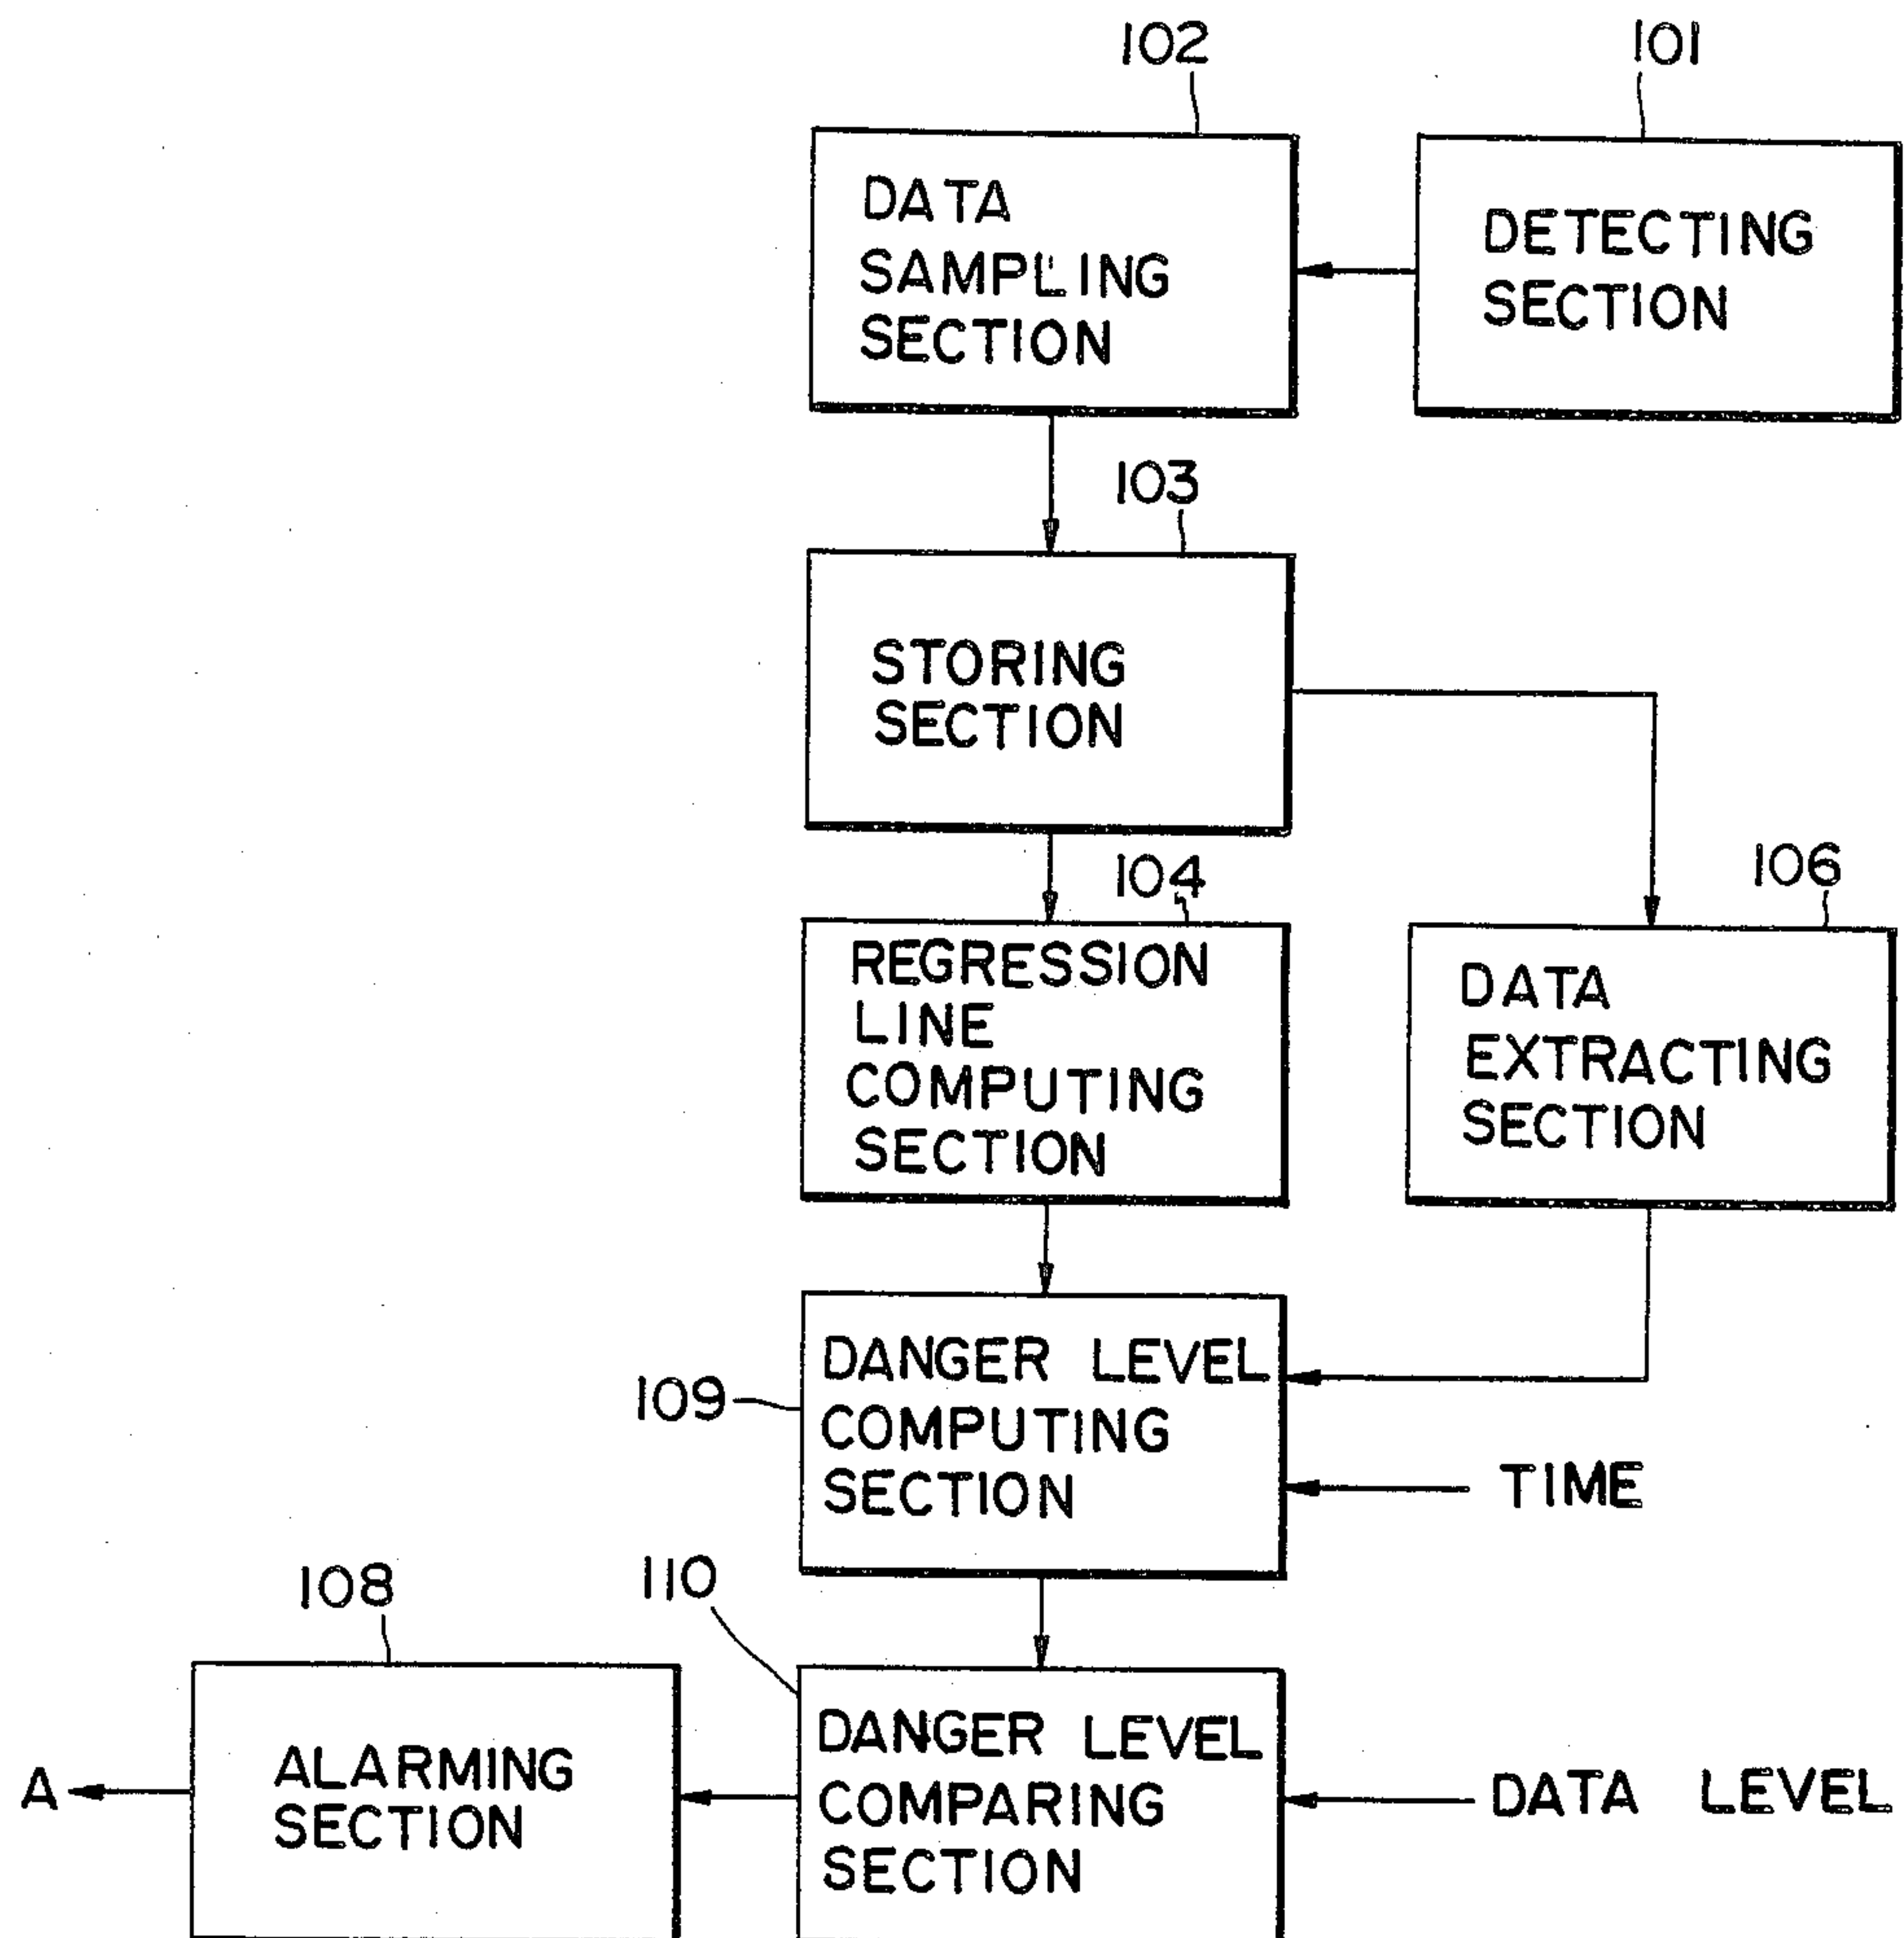 102
101
DATA
SAMPLING
SECTION
DETECTING
SECTION
103
STORING
SECTION
104
106
REGRESSION
LINE
COMPUTING
SECTION
DATA
EXTRACTING
SECTION
109
DANGER LEVEL
COMPUTING
SECTION
TIME
108
110
A
ALARMING
SECTION
DANGER LEVEL
COMPARING
SECTION
DATA LEVEL